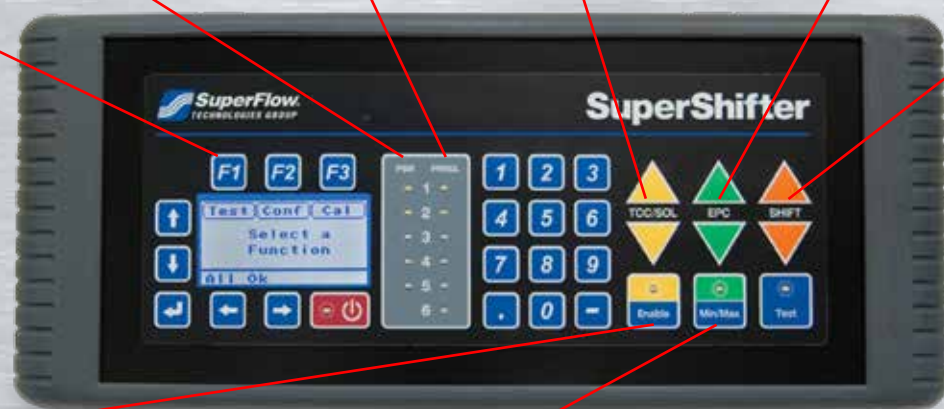 SuperFlow
TECHNOLOGIES GROUP
SuperShifter
F1 F2 F3
PWR PROG.
1 2 3
4 5 6
7 8 9
. 0 -
Test Conf Cal
Select a
Function
All Ok
- 1 -
- 2 -
- 3 -
- 4 -
- 5 -
6 -
TCC/SOL EPC SHIFT
Enable Min/Max Test